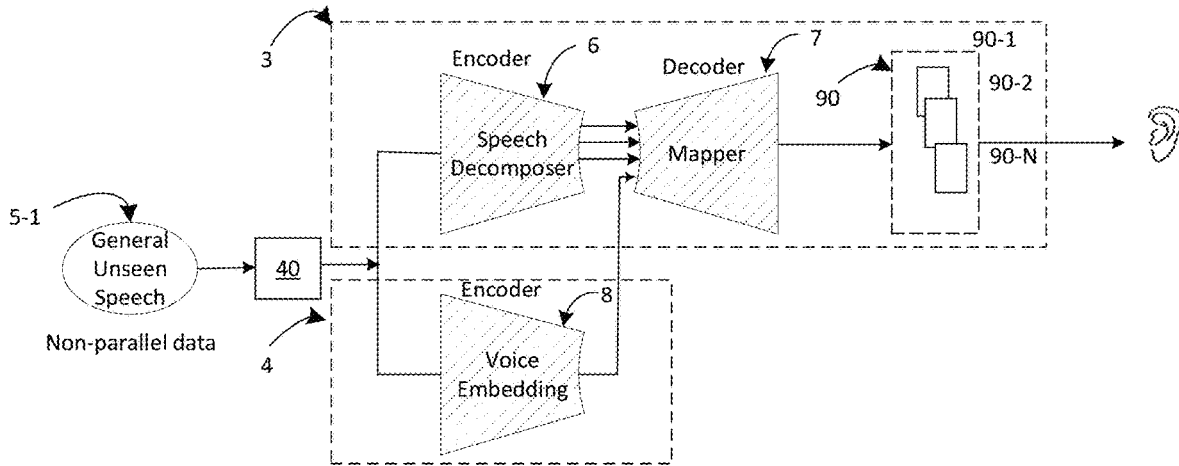 3
Encoder
6
Speech
Decomposer
Decoder
7
Mapper
90
90-1
90-2
90-N
5-1
General
Unseen
Speech
Non-parallel data
40
4
Encoder
8
Voice
Embedding